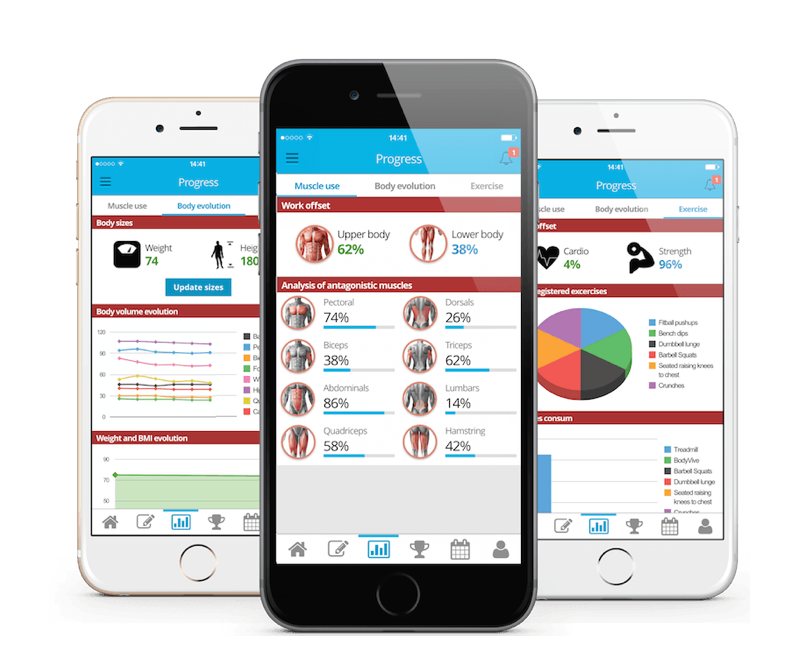 14:41
Progress
Muscle use
Body evolution
Body sizes
Weight
74
Heig
180
Update sizes
Body volume evolution
120
90
60
30
0
Weight and BMI evolution
90
70
50
14:41
1
Progress
Muscle use Body evolution Exercise
Work offset
Upper body
62%
Lower body
38%
Analysis of antagonistic muscles
Pectoral
74%
Dorsals
26%
Biceps
38%
Triceps
62%
Abdominals
86%
Lumbars
14%
Quadriceps
58%
Hamstring
42%
14:41
1
Progress
cle use Body evolution Exercise
offset
Cardio
4%
Strength
96%
egistered excercises
Fitball pushups
Bench dips
Dumbbell lunge
Barbell Squats
Seated raising knees
to chest
Crunches
es consum
Treadmill
BodyVive
Barbell Squats
Dumbbell lunge
Seated raising
knees to chest
Crunches